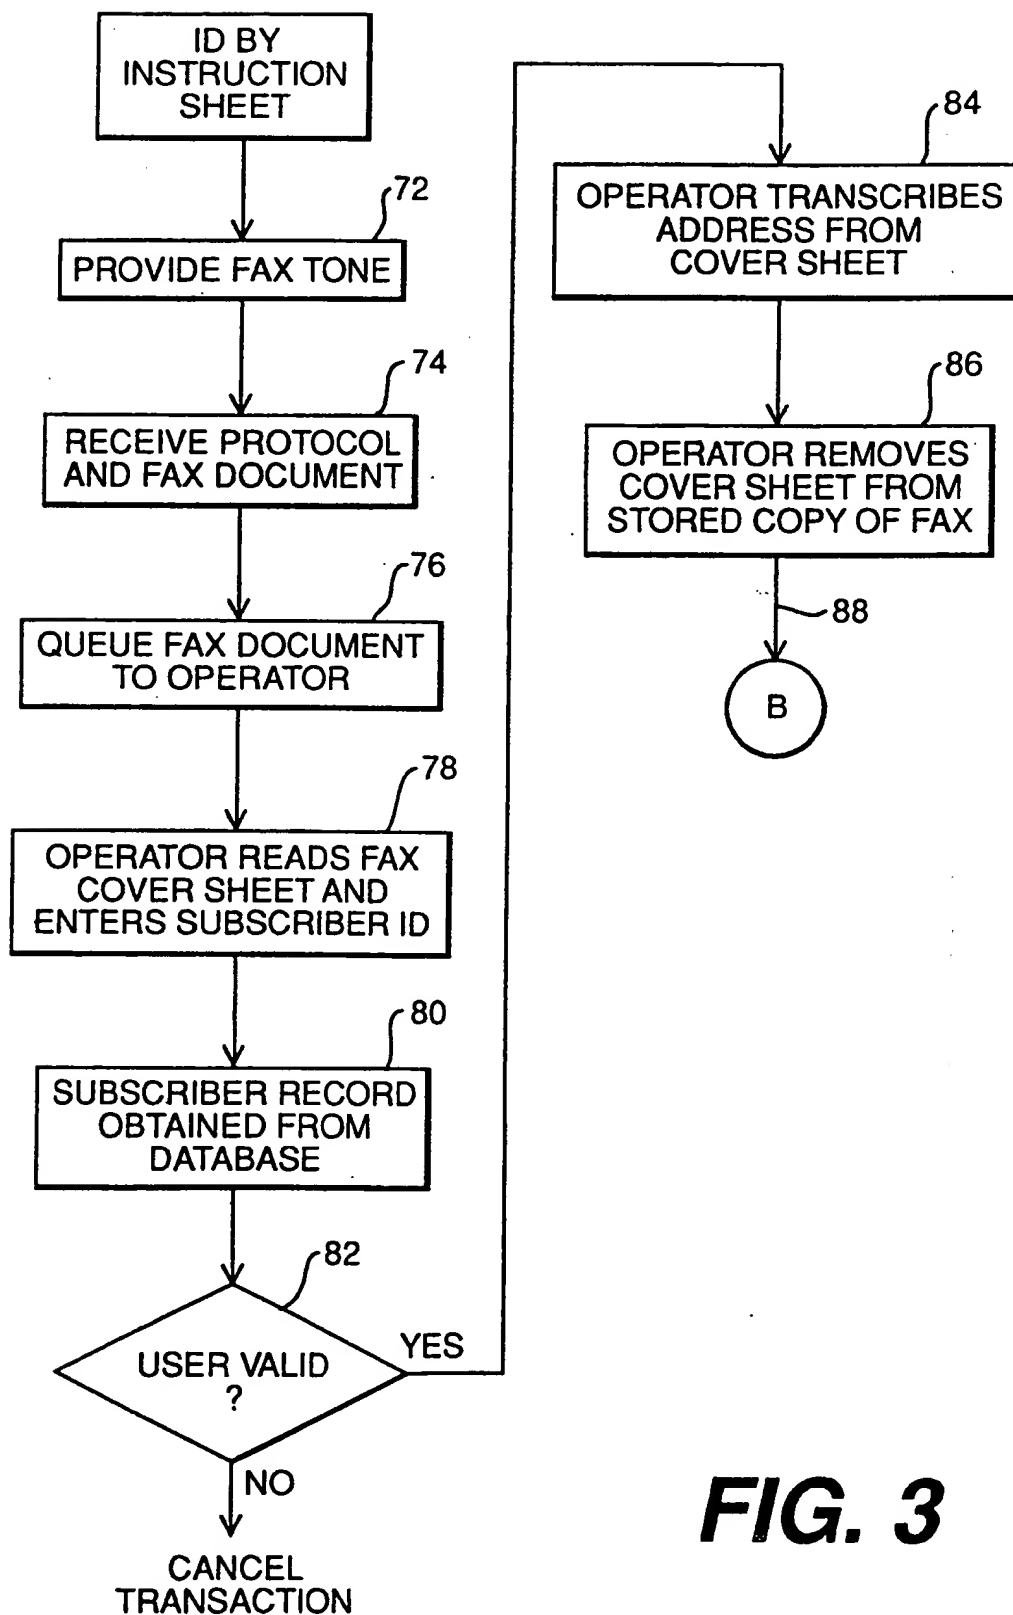 ID BY
INSTRUCTION
SHEET
72
PROVIDE FAX TONE
74
RECEIVE PROTOCOL
AND FAX DOCUMENT
76
QUEUE FAX DOCUMENT
TO OPERATOR
78
OPERATOR READS FAX
COVER SHEET AND
ENTERS SUBSCRIBER ID
80
SUBSCRIBER RECORD
OBTAINED FROM
DATABASE
82
USER VALID
?
YES
NO
CANCEL
TRANSACTION
84
OPERATOR TRANSCRIBES
ADDRESS FROM
COVER SHEET
86
OPERATOR REMOVES
COVER SHEET FROM
STORED COPY OF FAX
88
B
FIG. 3